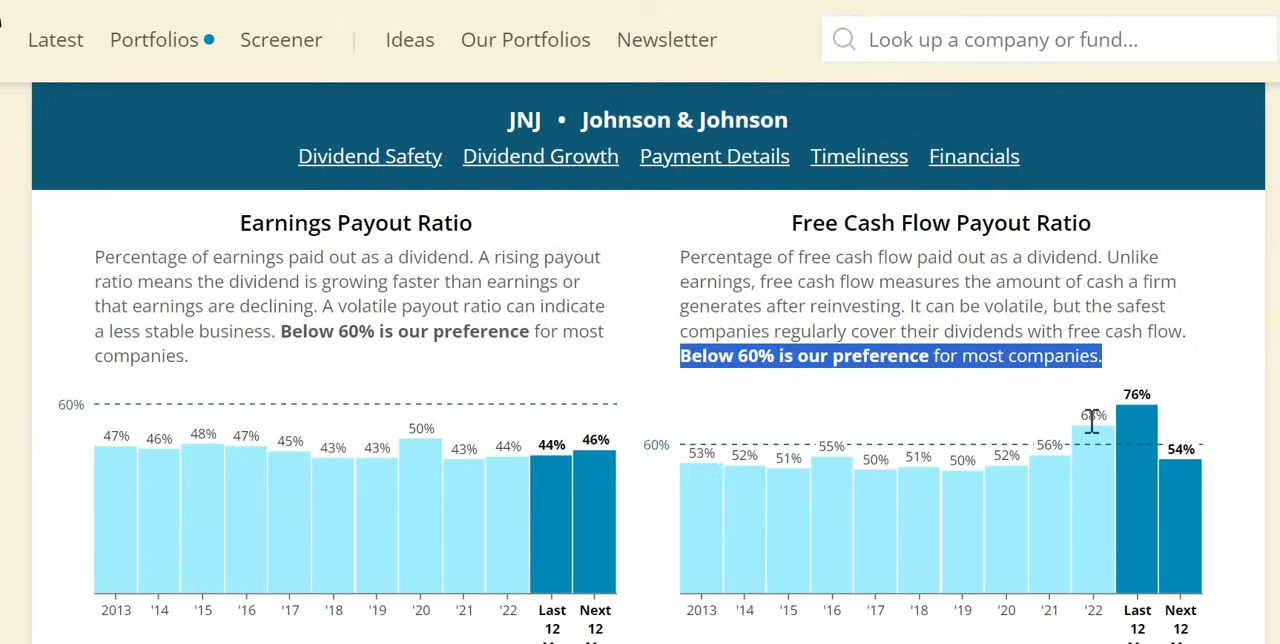 Latest Portfolios Screener | Ideas Our Portfolios Newsletter Look up a company or fund...
JNJ • Johnson & Johnson
Dividend Safety Dividend Growth Payment Details Timeliness Financials
Earnings Payout Ratio
Percentage of earnings paid out as a dividend. A rising payout
ratio means the dividend is growing faster than earnings or
that earnings are declining. A volatile payout ratio can indicate
a less stable business. Below 60% is our preference for most
companies.
60%
47% 46% 48% 47% 45% 43% 43% 50% 43% 44% 44% 46%
2013 '14 '15 '16 '17 '18 '19 '20 '21 '22 Last Next
12 12
Free Cash Flow Payout Ratio
Percentage of free cash flow paid out as a dividend. Unlike
earnings, free cash flow measures the amount of cash a firm
generates after reinvesting. It can be volatile, but the safest
companies regularly cover their dividends with free cash flow.
Below 60% is our preference for most companies.
60%
53% 52% 51% 55% 50% 51% 50% 52% 56% 76% 54%
2013 '14 '15 '16 '17 '18 '19 '20 '21 '22 Last Next
12 12